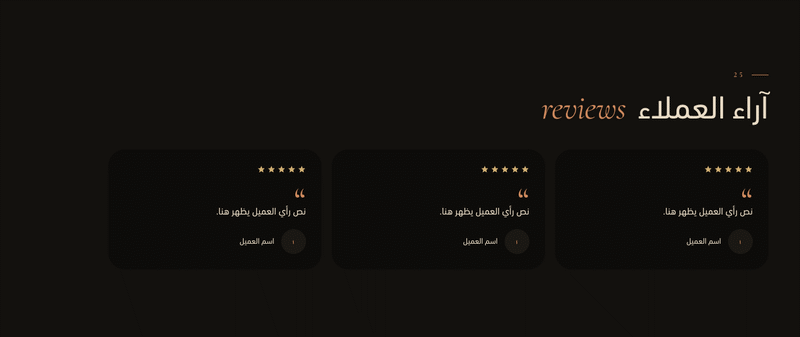 25
آراء العملاء reviews
★★★★★
“
نص رأي العميل يظهر هنا.
ا
اسم العميل
★★★★★
“
نص رأي العميل يظهر هنا.
ا
اسم العميل
★★★★★
“
نص رأي العميل يظهر هنا.
ا
اسم العميل